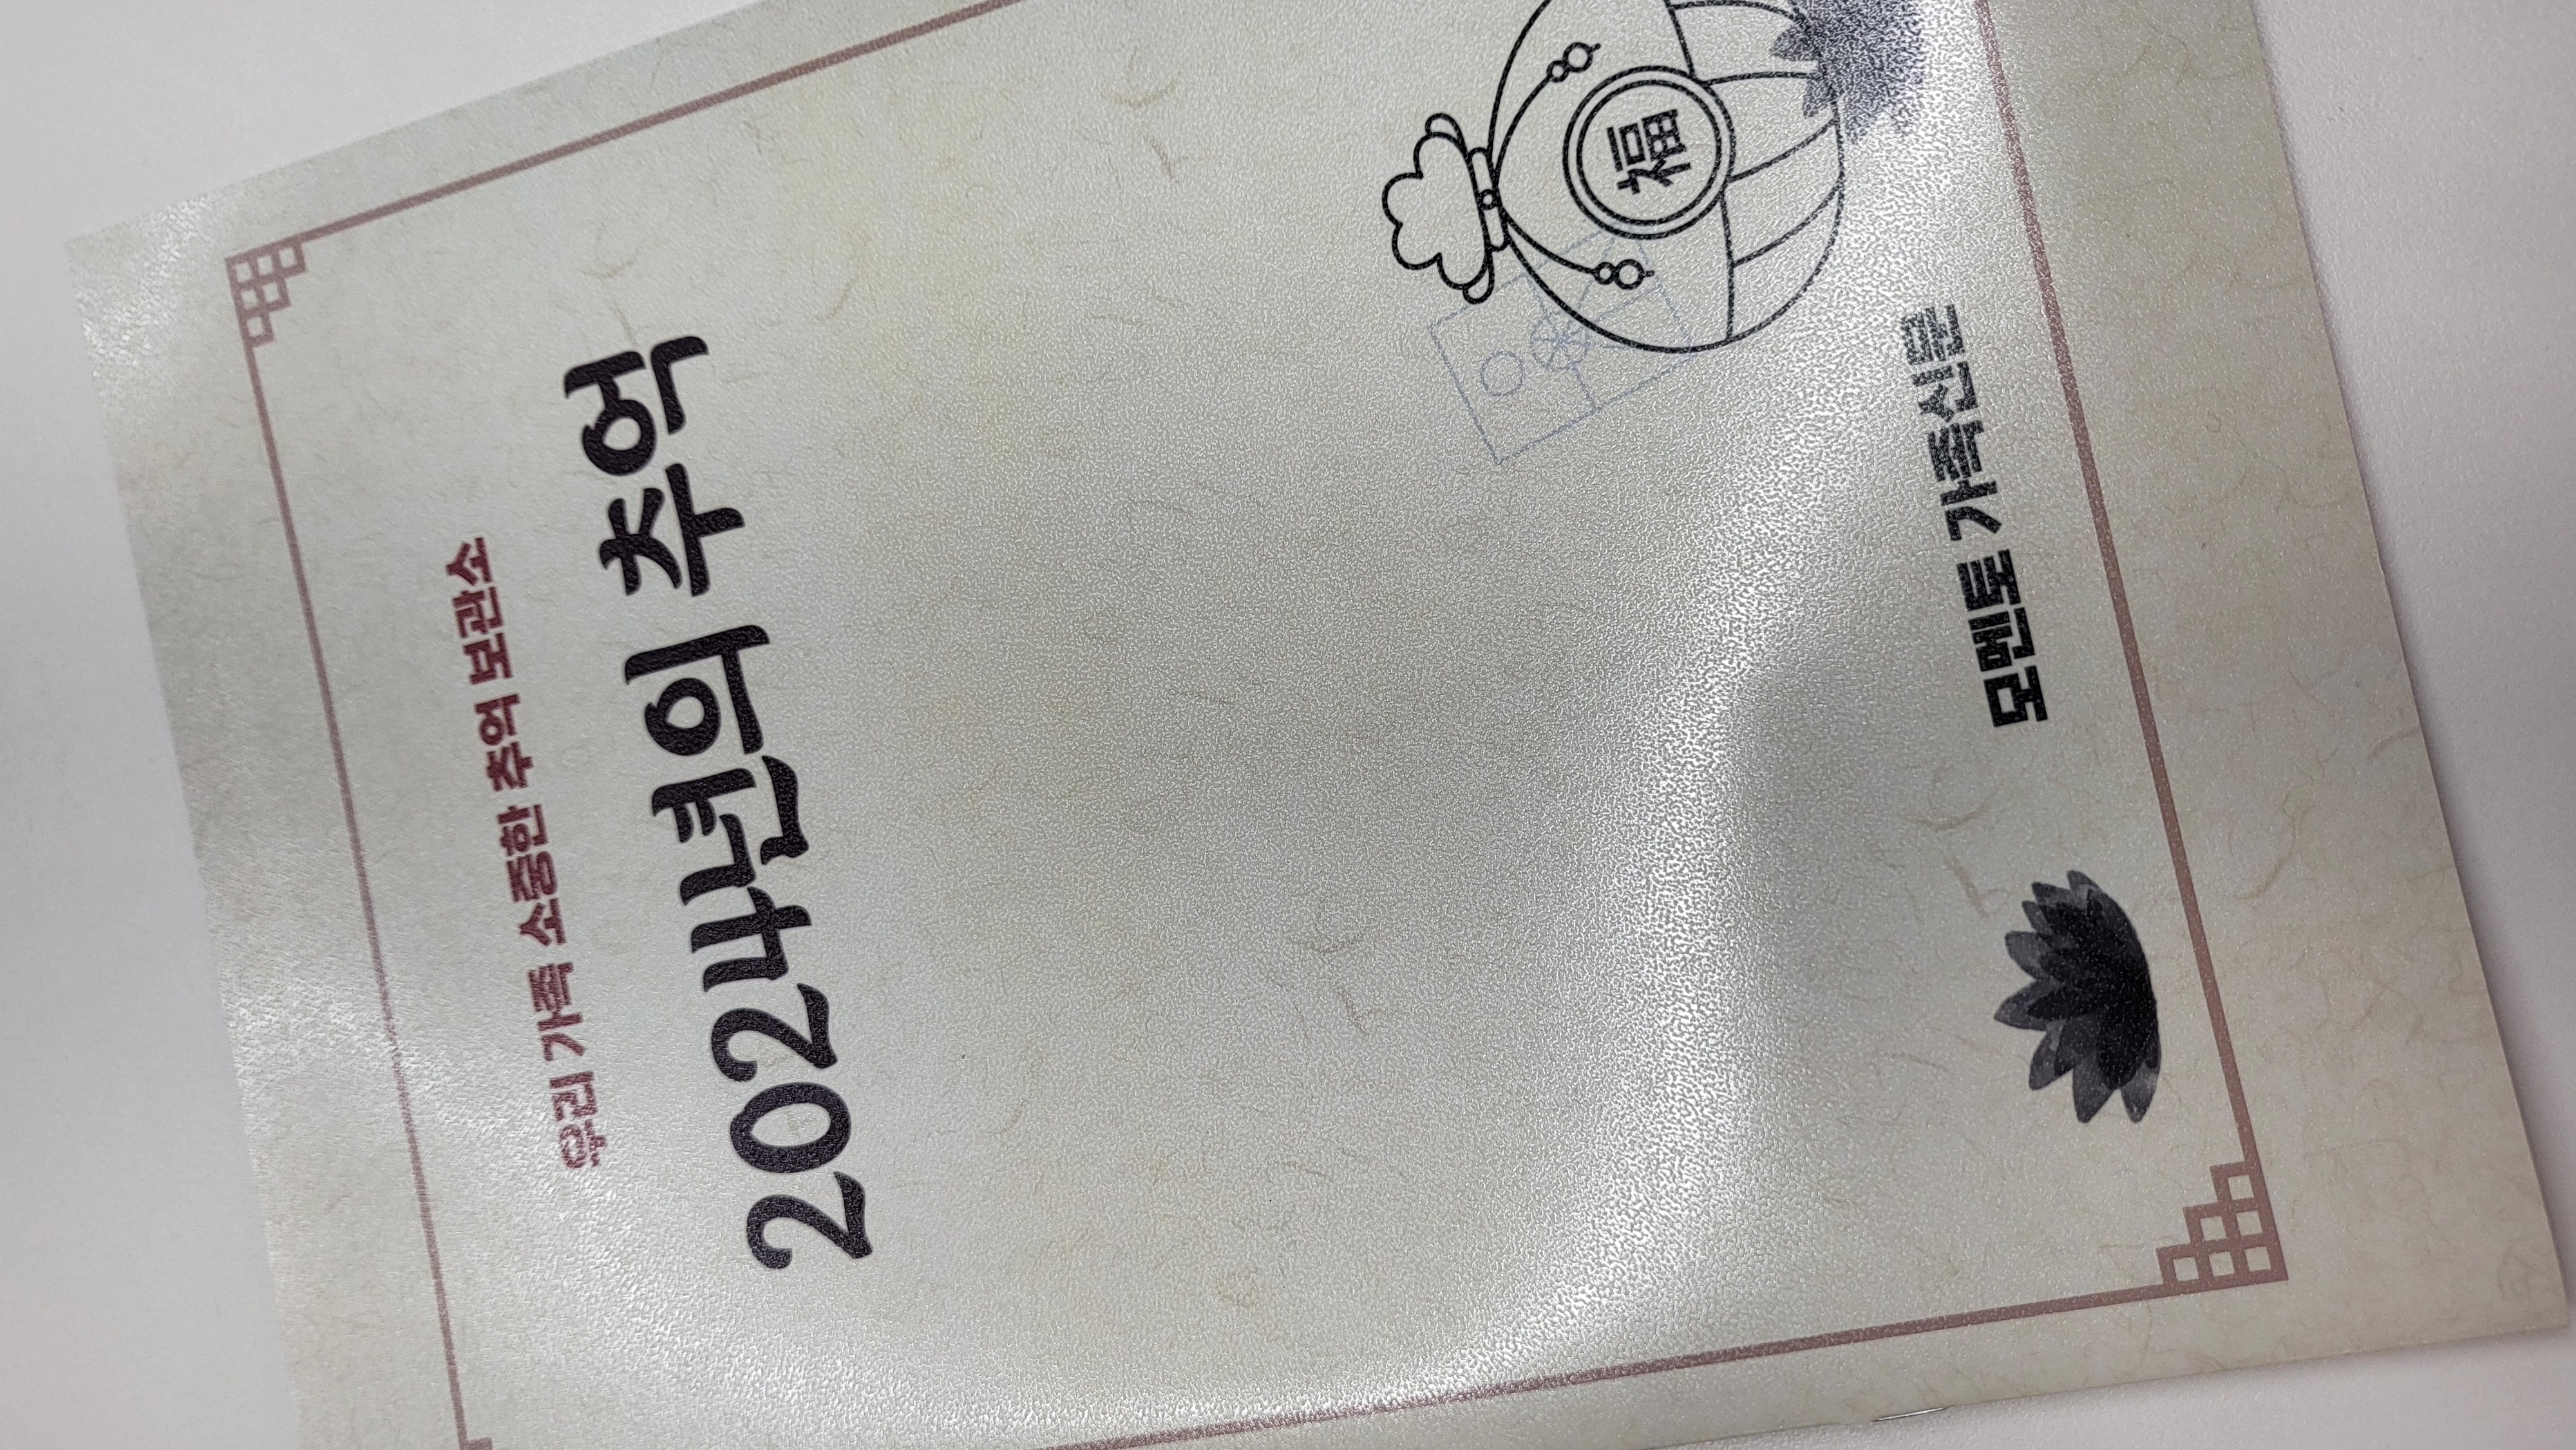 우리 가족 소중한 추억 보관소
2024년의 추억
福
모멘토 가족신문